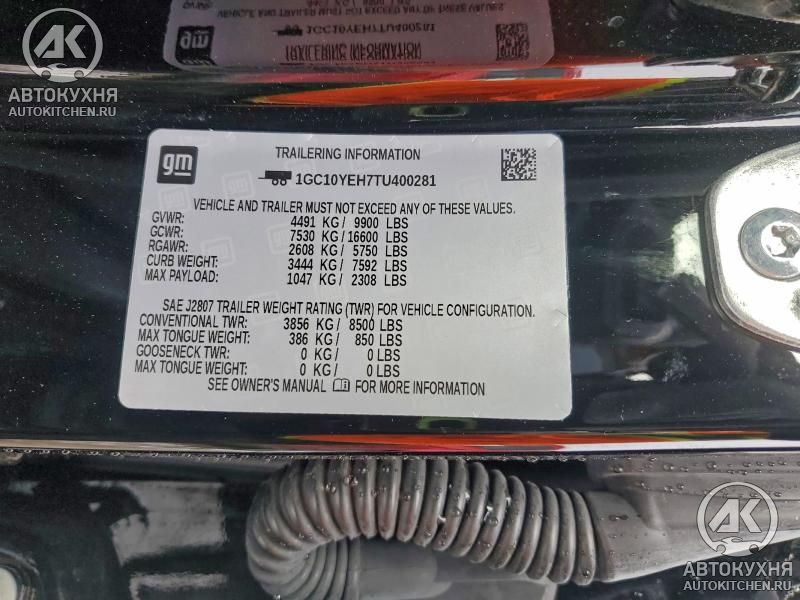 АВТОКУХНЯ
AUTOKITCHEN.RU
gm
TRAILERING INFORMATION
1GC10YEH7TU400281
VEHICLE AND TRAILER MUST NOT EXCEED ANY OF THESE VALUES.
GVWR: 4491 KG/ 9900 LBS
GCWR: 7530 KG/16600 LBS
RGAWR: 2608 KG/ 5750 LBS
CURB WEIGHT: 3444 KG/ 7592 LBS
MAX PAYLOAD: 1047 KG/ 2308 LBS
SAE J2807 TRAILER WEIGHT RATING (TWR) FOR VEHICLE CONFIGURATION.
CONVENTIONAL TWR: 3856 KG/ 8500 LBS
MAX TONGUE WEIGHT: 386 KG/ 850 LBS
GOOSENECK TWR: 0 KG/ 0 LBS
MAX TONGUE WEIGHT: 0 KG/ 0 LBS
SEE OWNER'S MANUAL FOR MORE INFORMATION
АВТОКУХНЯ
AUTOKITCHEN.RU